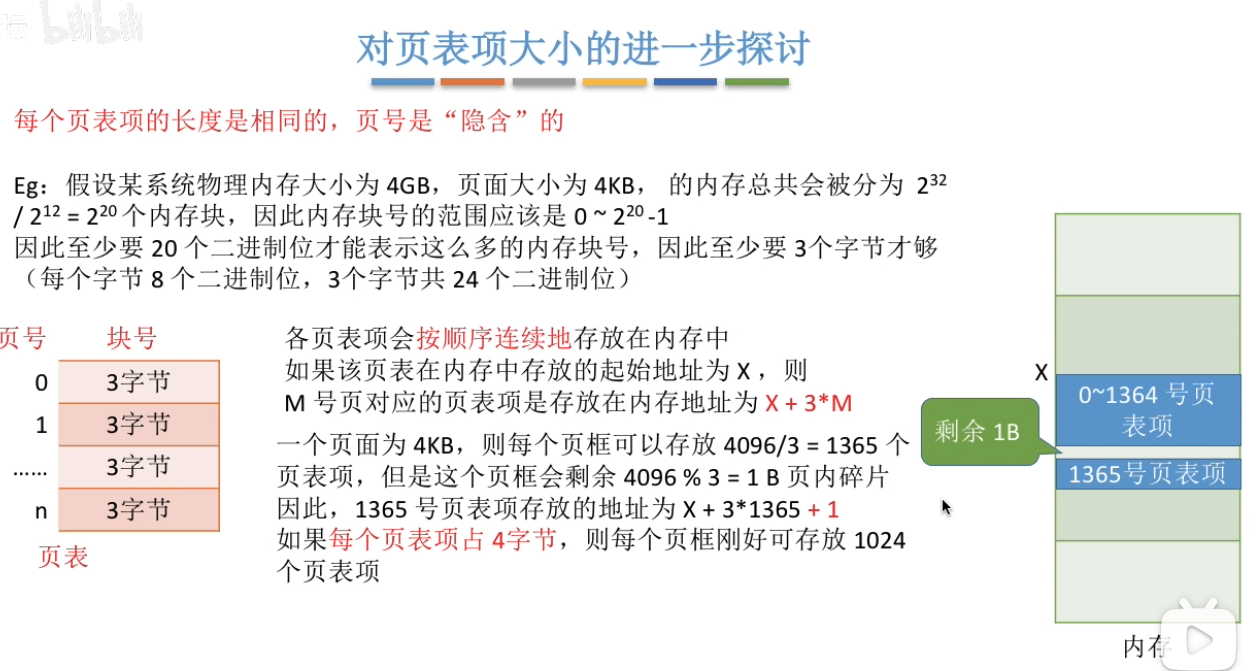 坛 bilibili
对页表项大小的进一步探讨
每个页表项的长度是相同的，页号是“隐含”的
Eg：假设某系统物理内存大小为 4GB，页面大小为 4KB， 的内存总共会被分为 2³²
/ 2¹² = 2²⁰ 个内存块，因此内存块号的范围应该是 0 ~ 2²⁰ -1
因此至少要 20 个二进制位才能表示这么多的内存块号，因此至少要 3个字节才够
（每个字节 8 个二进制位，3个字节共 24 个二进制位）
页号 块号
0 3字节
1 3字节
...... 3字节
n 3字节
页表
各页表项会按顺序连续地存放在内存中
如果该页表在内存中存放的起始地址为 X ，则
M 号页对应的页表项是存放在内存地址为 X + 3*M
一个页面为 4KB，则每个页框可以存放 4096/3 = 1365 个
页表项，但是这个页框会剩余 4096 % 3 = 1 B 页内碎片
因此，1365 号页表项存放的地址为 X + 3*1365 + 1
如果每个页表项占 4字节，则每个页框刚好可存放 1024
个页表项
X
0~1364 号页
表项
剩余 1B
1365号页表项
内存